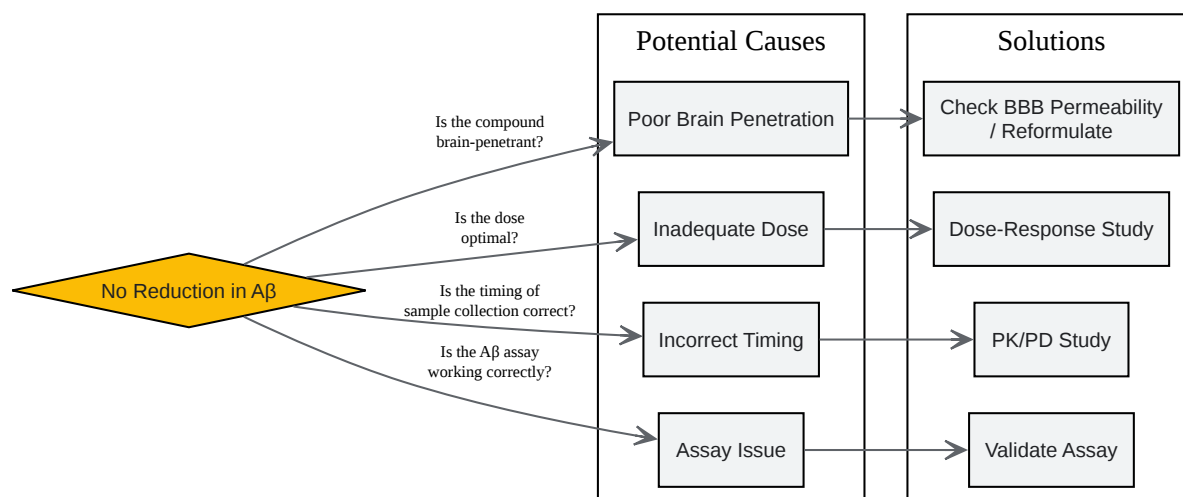 Potential Causes
Solutions
Is the compound
brain-penetrant?
Poor Brain Penetration
Check BBB Permeability
/ Reformulate
Is the dose
optimal?
Inadequate Dose
Dose-Response Study
No Reduction in Aβ
Is the timing of
sample collection correct?
Incorrect Timing
PK/PD Study
Is the Aβ assay
working correctly?
Assay Issue
Validate Assay